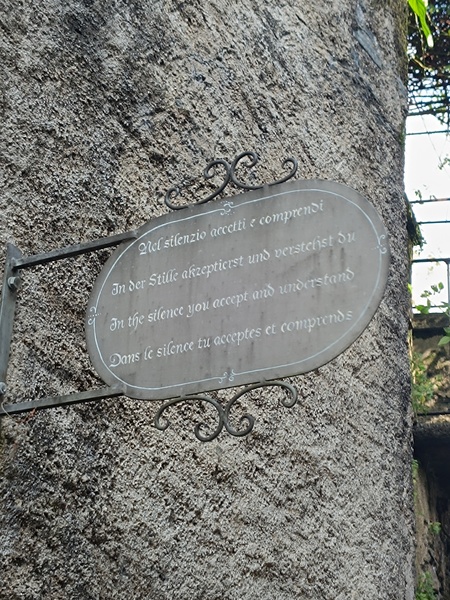 Nel silenzio accetti e comprendi
In der Stille akzeptierst und verstehst du
In the silence you accept and understand
Dans le silence tu acceptes et comprends